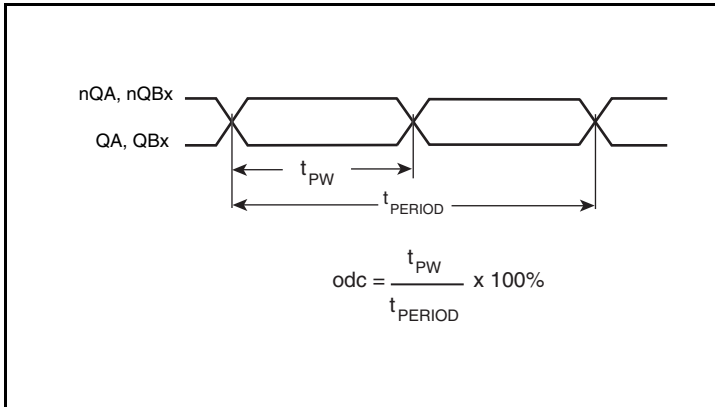 nQA, nQBx
QA, QBx
tPW
tPERIOD
odc = tPW / tPERIOD x 100%